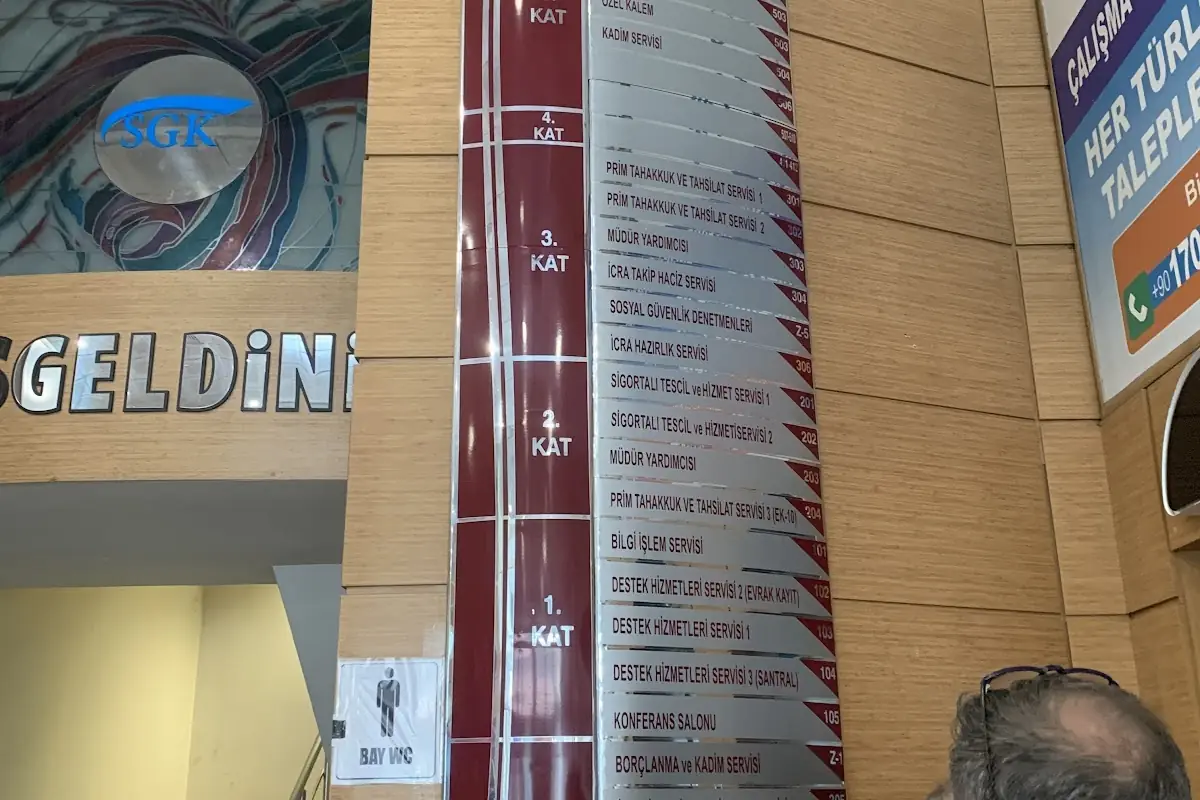 SGK
SGELDİNİ
KAT
4.
KAT
3.
KAT
2.
KAT
1.
KAT
ÖZEL KALEM 503
KADİM SERVİSİ 503
504
PRİM TAHAKKUK VE TAHSİLAT SERVİSİ 1 301
PRİM TAHAKKUK VE TAHSİLAT SERVİSİ 2 302
MÜDÜR YARDIMCISI 303
İCRA TAKİP HACİZ SERVİSİ 304
SOSYAL GÜVENLİK DENETMENLERİ Z-5
İCRA HAZIRLIK SERVİSİ 306
SİGORTALI TESCİL ve HİZMET SERVİSİ 1 201
SİGORTALI TESCİL ve HİZMETİSERVİSİ 2 202
MÜDÜR YARDIMCISI 203
PRİM TAHAKKUK VE TAHSİLAT SERVİSİ 3 (EK-10) 204
BİLGİ İŞLEM SERVİSİ 101
DESTEK HİZMETLERİ SERVİSİ 2 (EVRAK KAYIT) 102
DESTEK HİZMETLERİ SERVİSİ 1 103
DESTEK HİZMETLERİ SERVİSİ 3 (SANTRAL) 104
KONFERANS SALONU 105
BORÇLANMA ve KADİM SERVİSİ Z-1
BAY WC
ÇALIŞMA
HER TÜRL
TALEPLE
Bi
+90 170